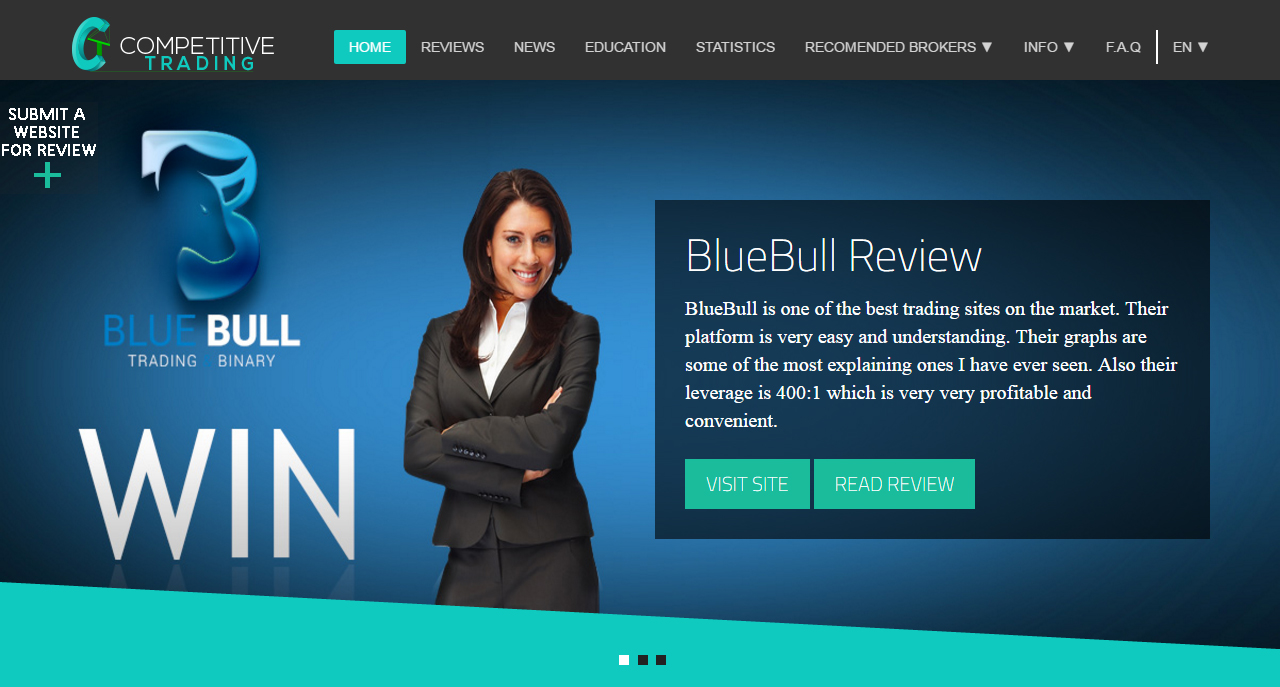 COMPETITIVE
TRADING
HOME REVIEWS NEWS EDUCATION STATISTICS RECOMENDED BROKERS ▼ INFO ▼ F.A.Q EN ▼
SUBMIT A
WEBSITE
FOR REVIEW
+
BLUE BULL
TRADING BINARY
WIN
BlueBull Review
BlueBull is one of the best trading sites on the market. Their
platform is very easy and understanding. Their graphs are
some of the most explaining ones I have ever seen. Also their
leverage is 400:1 which is very very profitable and
convenient.
VISIT SITE READ REVIEW